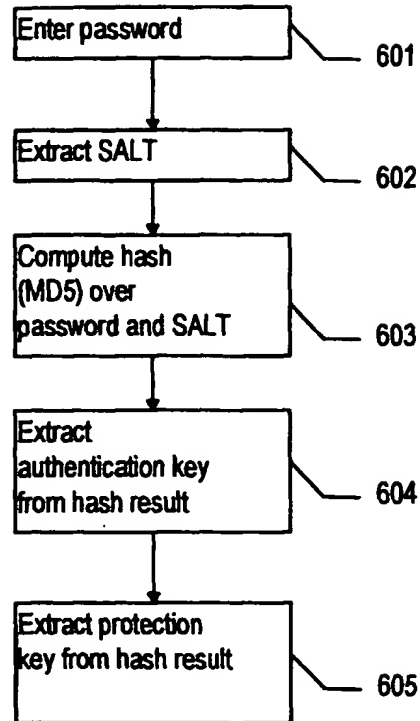 Enter password
601
Extract SALT
602
Compute hash
(MD5) over
password and SALT
603
Extract
authentication key
from hash result
604
Extract protection
key from hash result
605